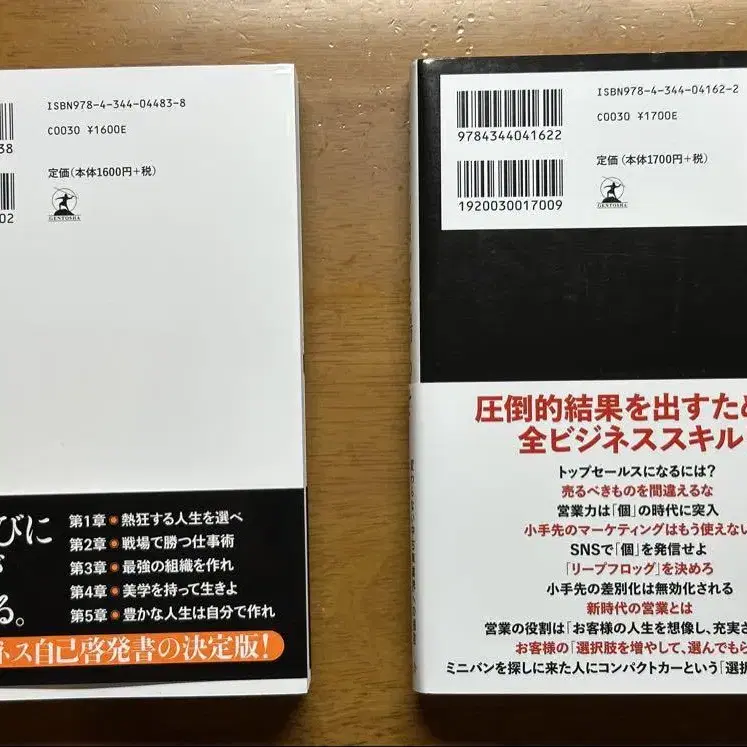 ISBN978-4-344-04483-8
C0030 ¥1600E
38
定価(本体1600円+税)
02
GENTOSHA
びに
る。
第1章●熱狂する人生を選べ
第2章●戦場で勝つ仕事術
第3章●最強の組織を作れ
第4章●美学を持って生きよ
第5章●豊かな人生は自分で作れ
ネス自己啓発書の決定版!
ISBN978-4-344-04162-2
C0030 ¥1700E
9784344041622
定価(本体1700円+税)
1920030017009
GENTOSHA
圧倒的結果を出すため
全ビジネススキル
トップセールスになるには?
売るべきものを間違えるな
営業力は「個」の時代に突入
小手先のマーケティングはもう使えない
SNSで「個」を発信せよ
「リープフロッグ」を決めろ
小手先の差別化は無効化される
新時代の営業とは
営業の役割は「お客様の人生を想像し、充実さ
お客様の「選択肢を増やして、選んでもら
ミニバンを探しに来た人にコンパクトカーという「選択